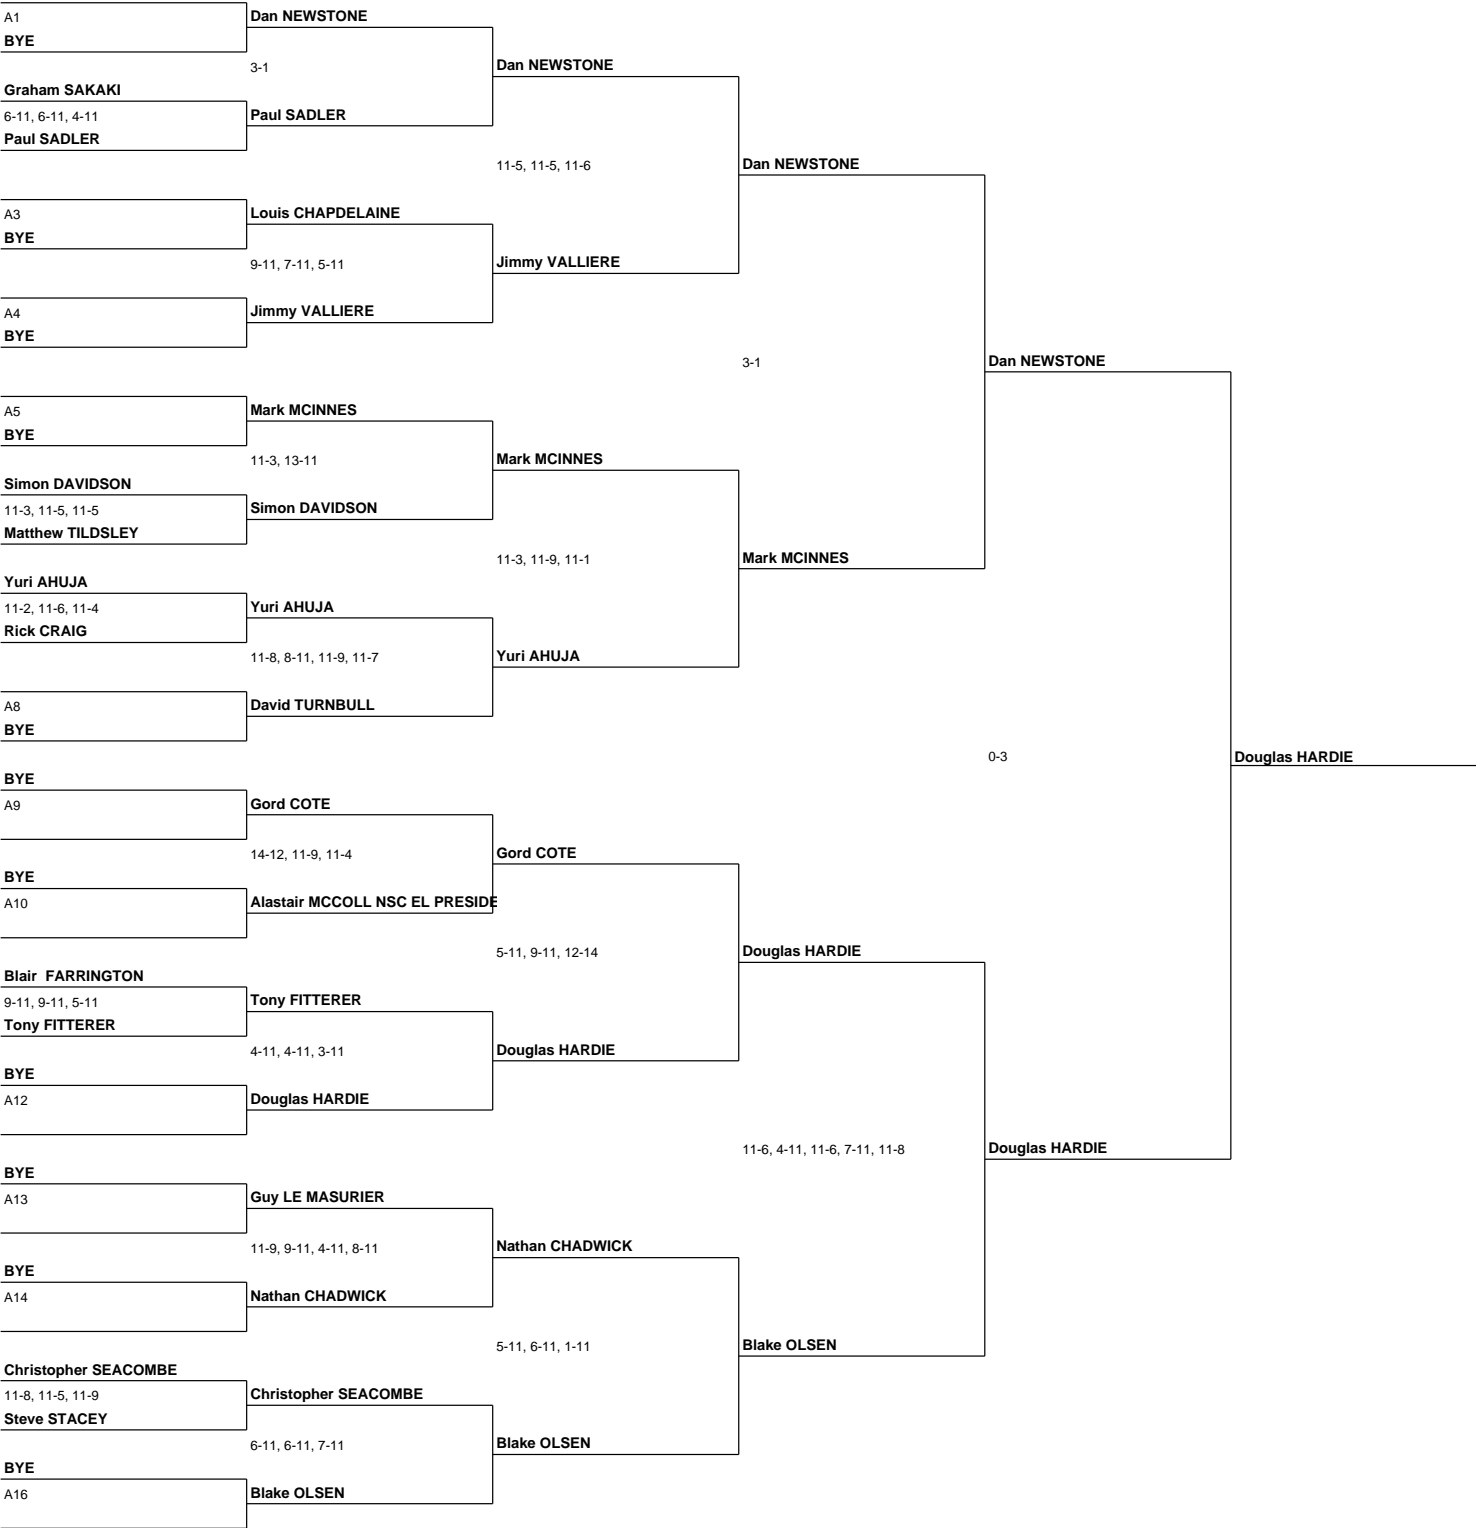 A1
BYE
Graham SAKAKI
6-11, 6-11, 4-11
Paul SADLER
A3
BYE
A4
BYE
A5
BYE
Simon DAVIDSON
11-3, 11-5, 11-5
Matthew TILDSLEY
Yuri AHUJA
11-2, 11-6, 11-4
Rick CRAIG
A8
BYE
BYE
A9
BYE
A10
Blair FARRINGTON
9-11, 9-11, 5-11
Tony FITTERER
BYE
A12
BYE
A13
BYE
A14
Christopher SEACOMBE
11-8, 11-5, 11-9
Steve STACEY
BYE
A16
Dan NEWSTONE
3-1
Paul SADLER
Louis CHAPDELAINE
9-11, 7-11, 5-11
Jimmy VALLIERE
Mark MCINNES
11-3, 13-11
Simon DAVIDSON
Yuri AHUJA
11-8, 8-11, 11-9, 11-7
David TURNBULL
Gord COTE
14-12, 11-9, 11-4
Alastair MCCOLL NSC EL PRESIDE
Tony FITTERER
4-11, 4-11, 3-11
Douglas HARDIE
Guy LE MASURIER
11-9, 9-11, 4-11, 8-11
Nathan CHADWICK
Christopher SEACOMBE
6-11, 6-11, 7-11
Blake OLSEN
Dan NEWSTONE
11-5, 11-5, 11-6
Jimmy VALLIERE
Mark MCINNES
11-3, 11-9, 11-1
Yuri AHUJA
Gord COTE
5-11, 9-11, 12-14
Douglas HARDIE
Nathan CHADWICK
5-11, 6-11, 1-11
Blake OLSEN
Dan NEWSTONE
3-1
Mark MCINNES
Douglas HARDIE
11-6, 4-11, 11-6, 7-11, 11-8
Blake OLSEN
Dan NEWSTONE
0-3
Douglas HARDIE
Douglas HARDIE